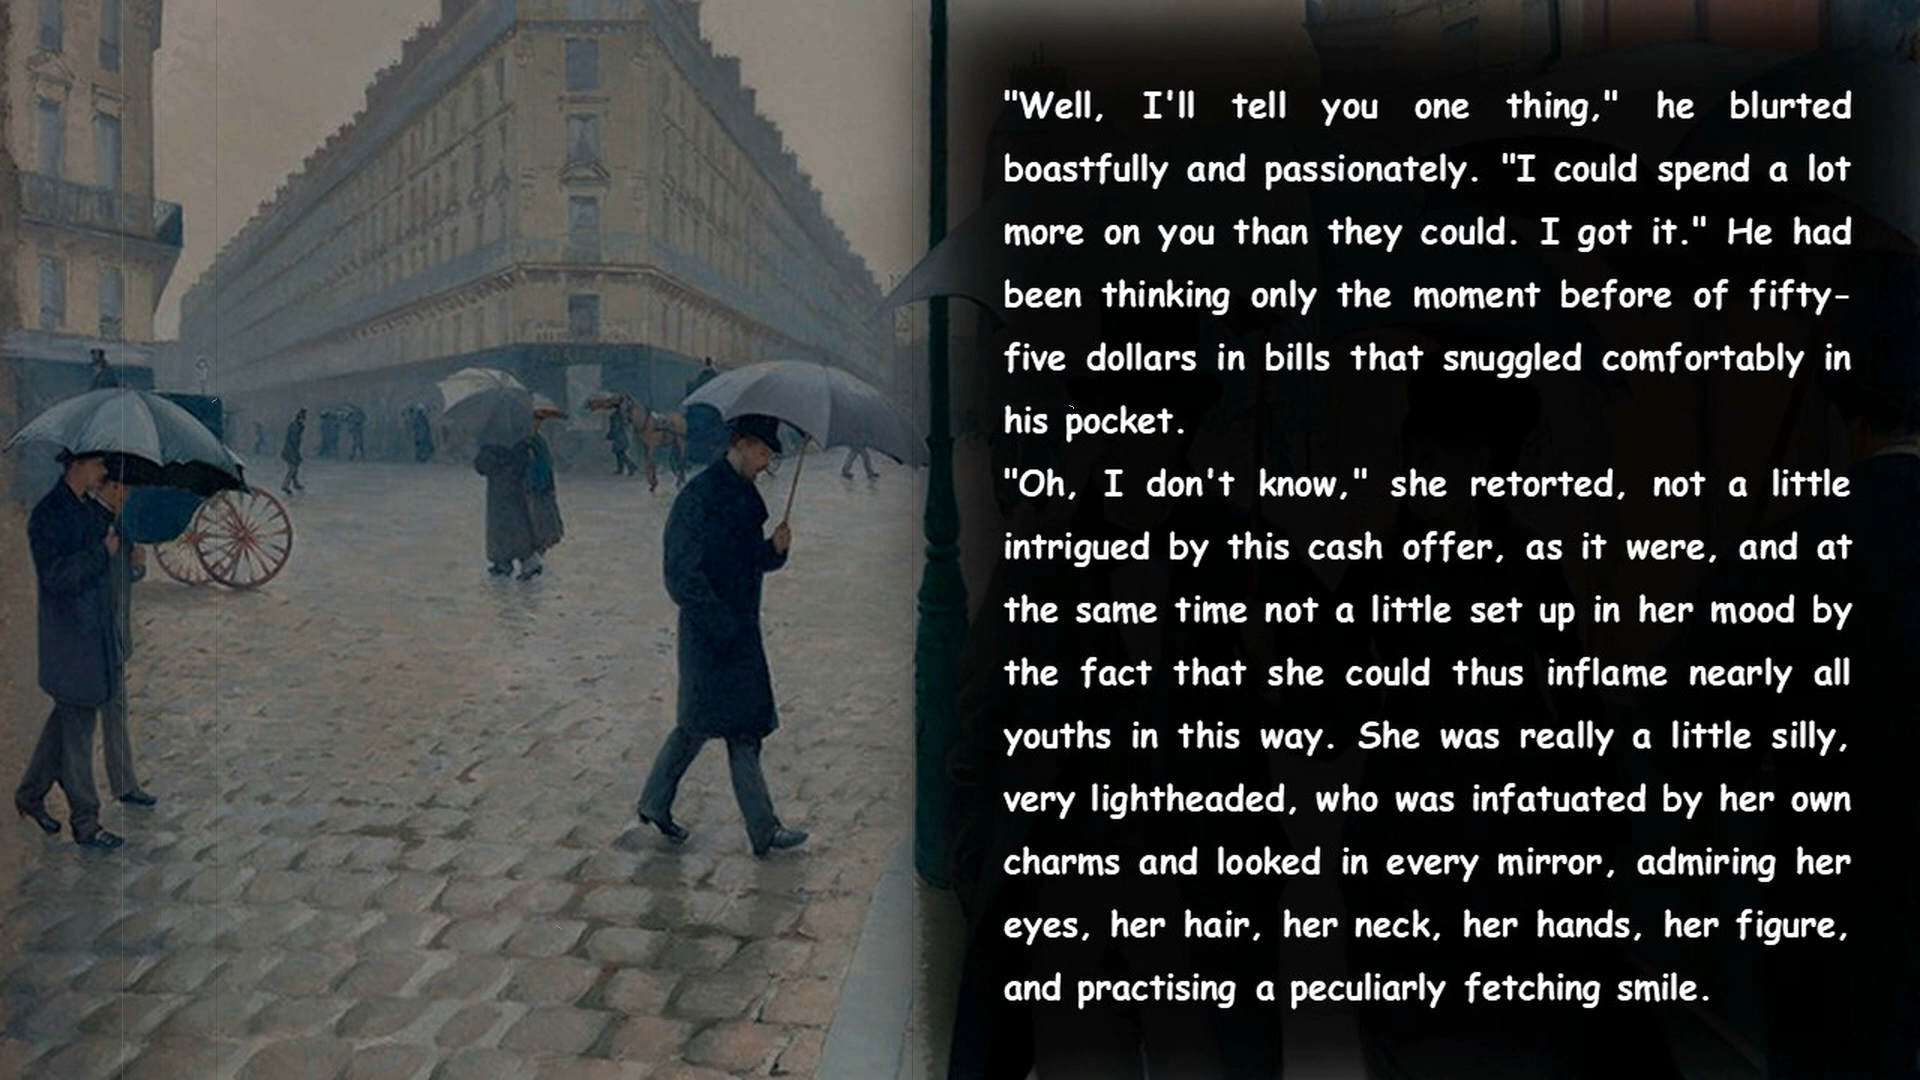 "Well, I'll tell you one thing," he blurted
boastfully and passionately. "I could spend a lot
more on you than they could. I got it." He had
been thinking only the moment before of fifty-
five dollars in bills that snuggled comfortably in
his pocket.
"Oh, I don't know," she retorted, not a little
intrigued by this cash offer, as it were, and at
the same time not a little set up in her mood by
the fact that she could thus inflame nearly all
youths in this way. She was really a little silly,
very lightheaded, who was infatuated by her own
charms and looked in every mirror, admiring her
eyes, her hair, her neck, her hands, her figure,
and practising a peculiarly fetching smile.